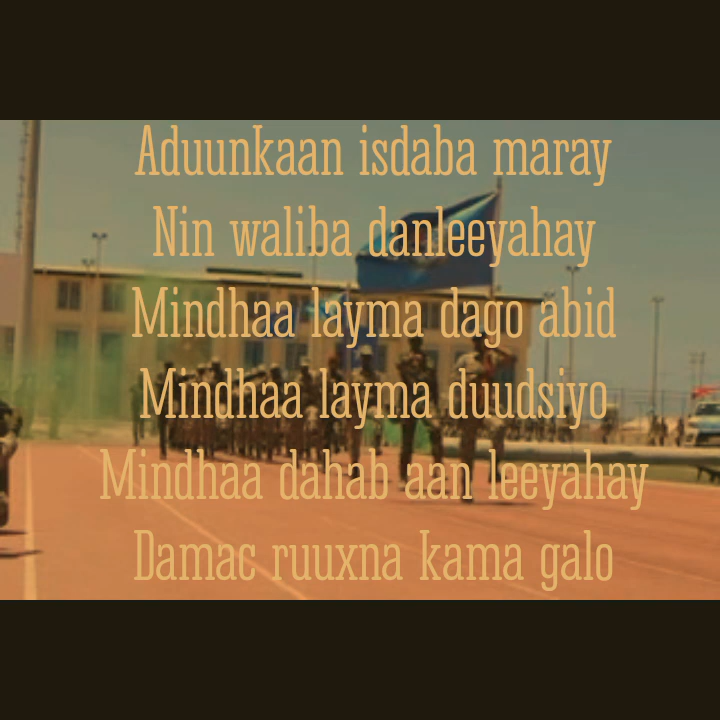 Aduunkaan isdaba maray
Nin waliba danleeyahay
Mindhaa layma dago abid
Mindhaa layma duudsiyo
Mindhaa dahab aan leeyahay
Damac ruuxna kama galo